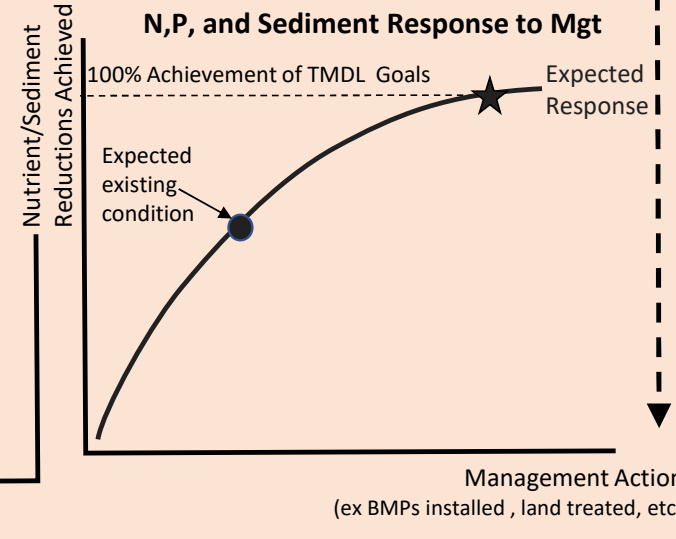 N,P, and Sediment Response to Mgt
Nutrient/Sediment
Reductions Achieved
100% Achievement of TMDL Goals
Expected
Response
Expected
existing
condition
Management Action
(ex BMPs installed , land treated, etc